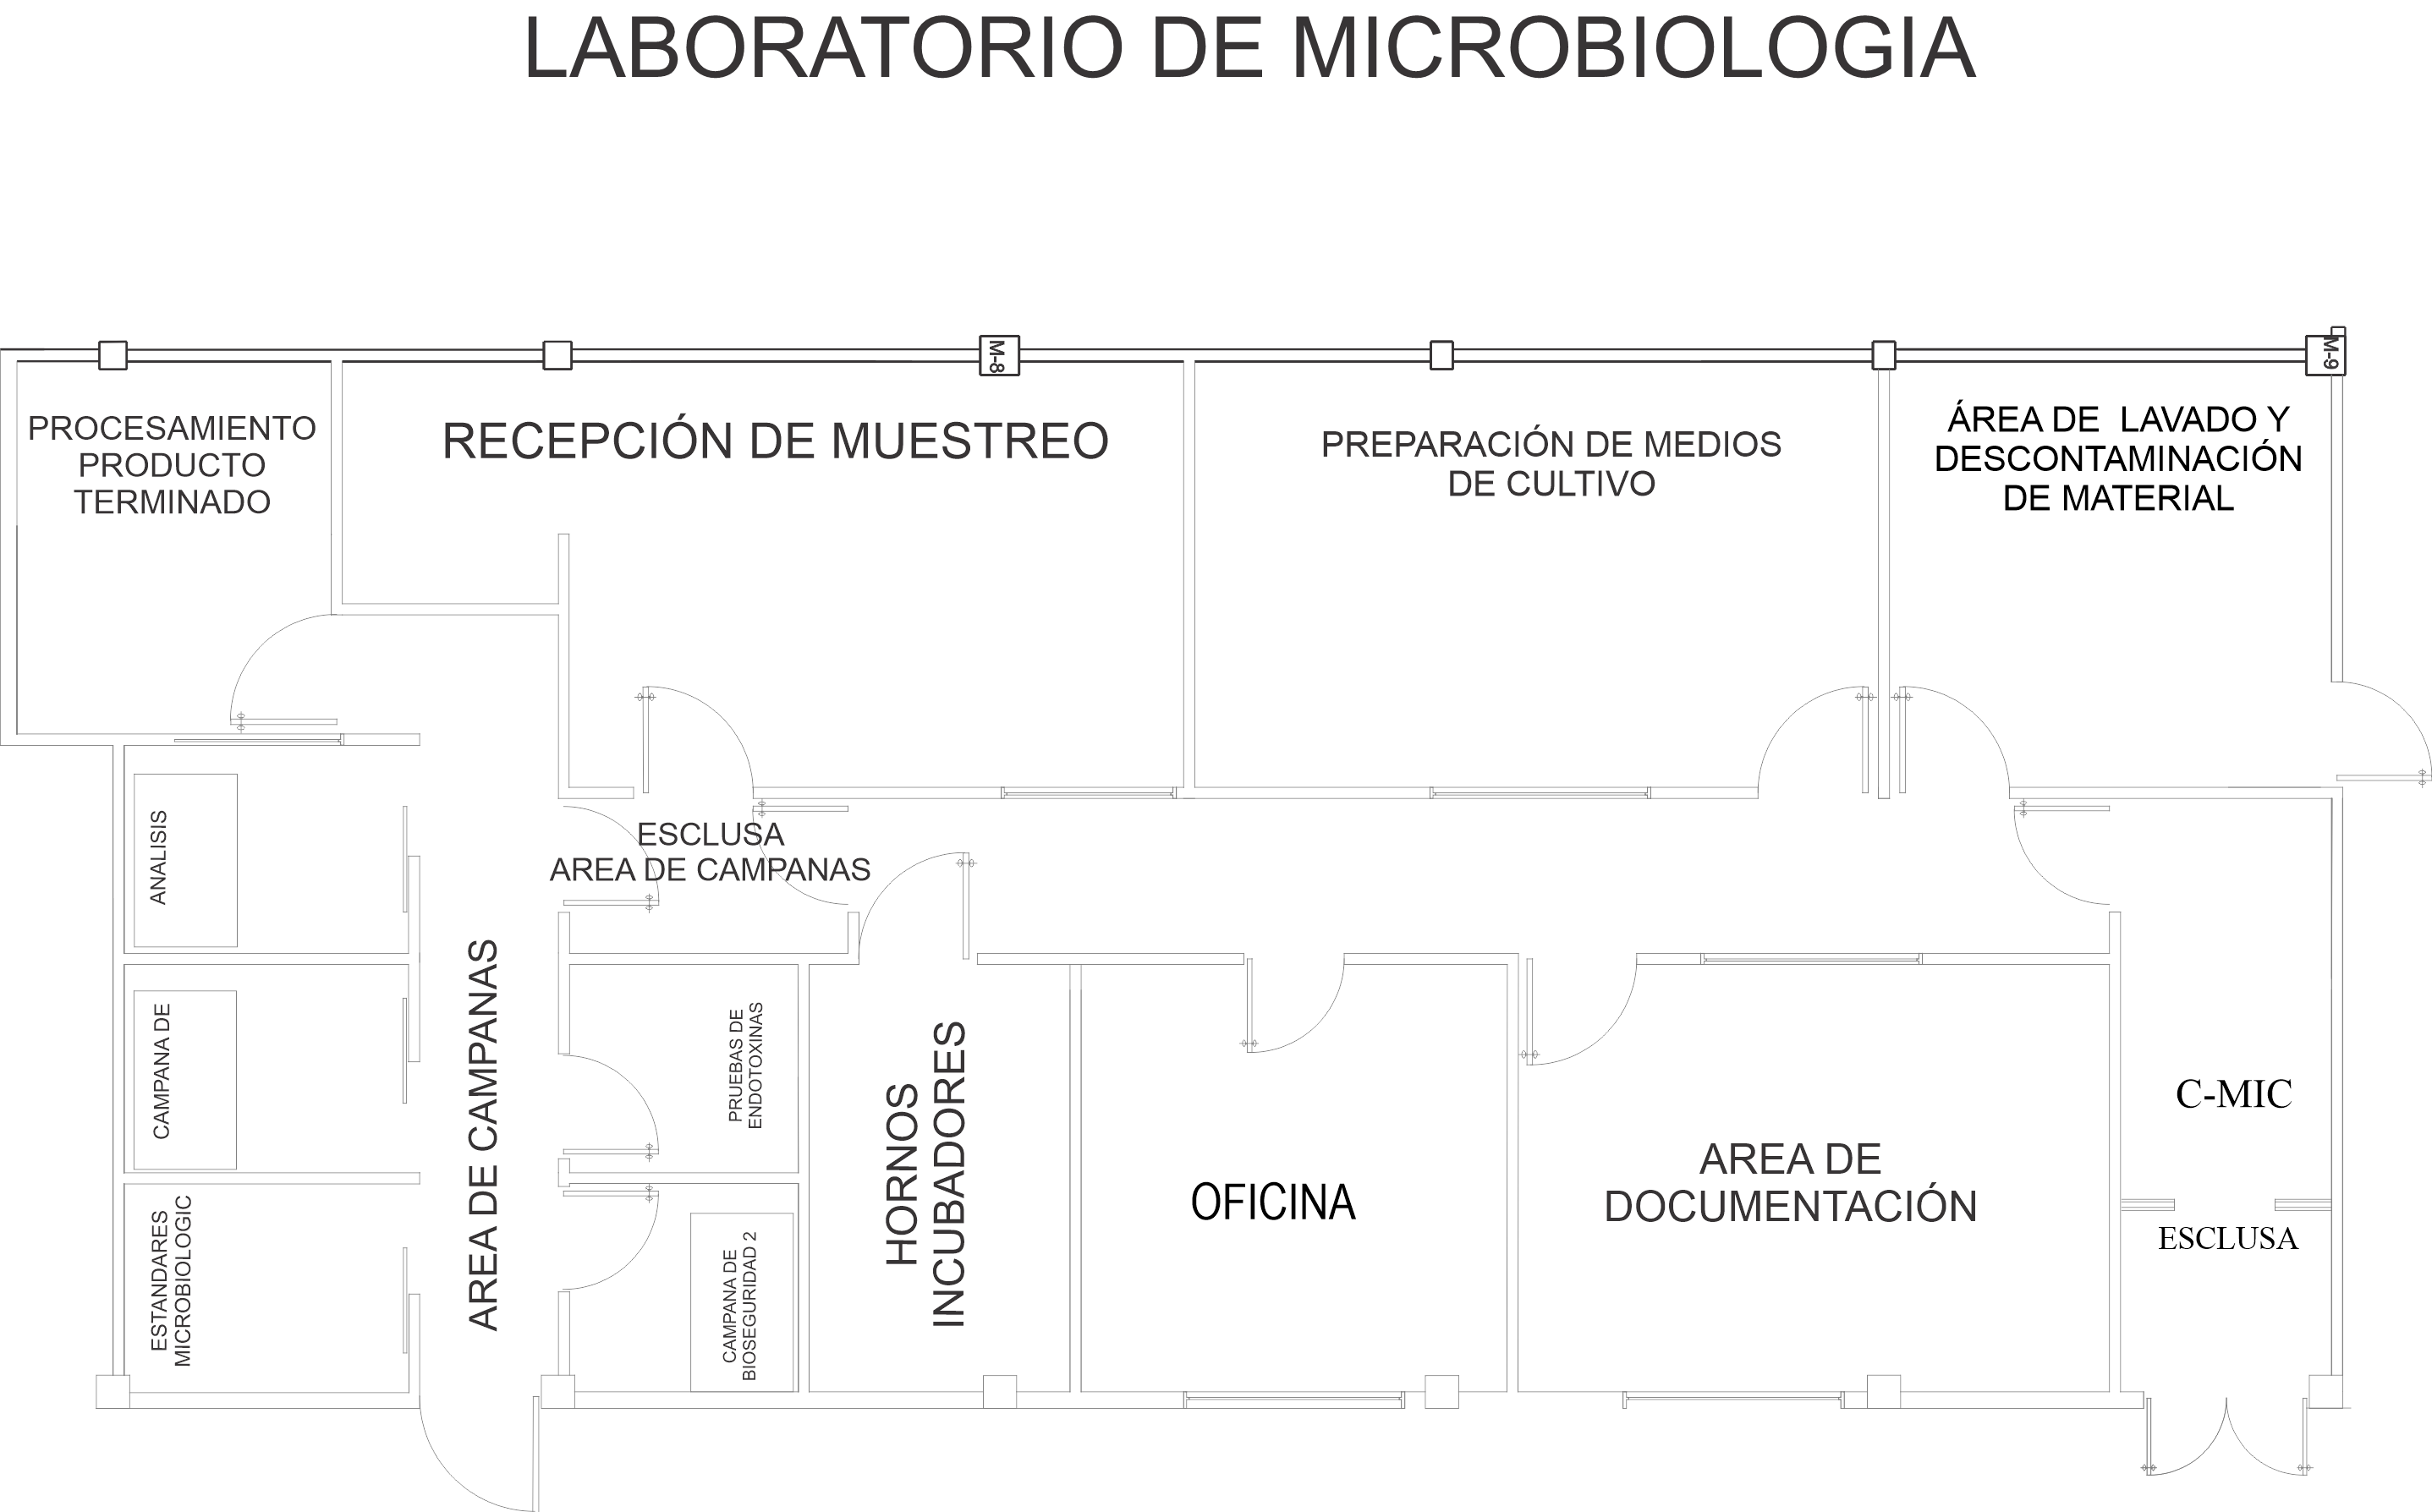 LABORATORIO DE MICROBIOLOGIA
M-8
M-9
PROCESAMIENTO
PRODUCTO
TERMINADO
RECEPCIÓN DE MUESTREO
PREPARACIÓN DE MEDIOS
DE CULTIVO
ÁREA DE LAVADO Y
DESCONTAMINACIÓN
DE MATERIAL
ANALISIS
ESCLUSA
AREA DE CAMPANAS
CAMPANA DE
AREA DE CAMPANAS
PRUEBAS DE
ENDOTOXINAS
HORNOS
INCUBADORES
OFICINA
AREA DE
DOCUMENTACIÓN
C-MIC
ESCLUSA
ESTANDARES
MICROBIOLOGIC
CAMPANA DE
BIOSEGURIDAD 2